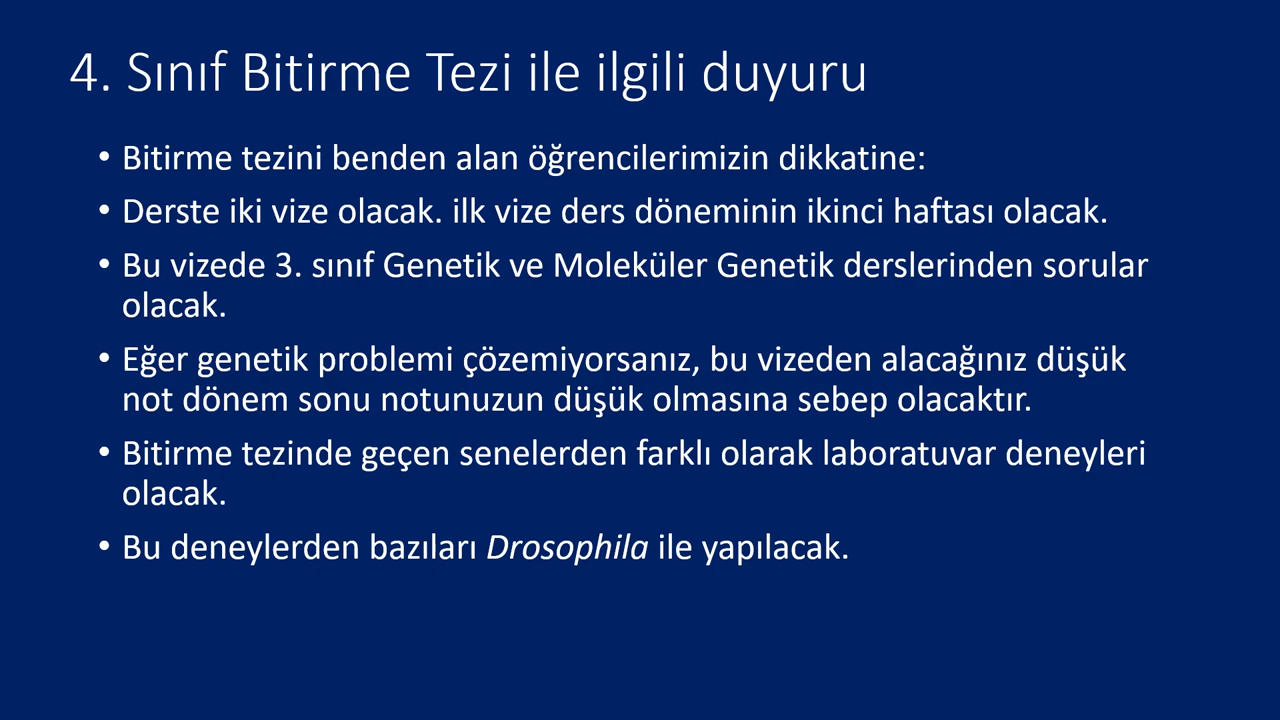 4. Sınıf Bitirme Tezi ile ilgili duyuru
• Bitirme tezini benden alan öğrencilerimizin dikkatine:
• Derste iki vize olacak. ilk vize ders döneminin ikinci haftası olacak.
• Bu vizede 3. sınıf Genetik ve Moleküler Genetik derslerinden sorular
olacak.
• Eğer genetik problemi çözemiyorsanız, bu vizeden alacağınız düşük
not dönem sonu notunuzun düşük olmasına sebep olacaktır.
• Bitirme tezinde geçen senelerden farklı olarak laboratuvar deneyleri
olacak.
• Bu deneylerden bazıları Drosophila ile yapılacak.